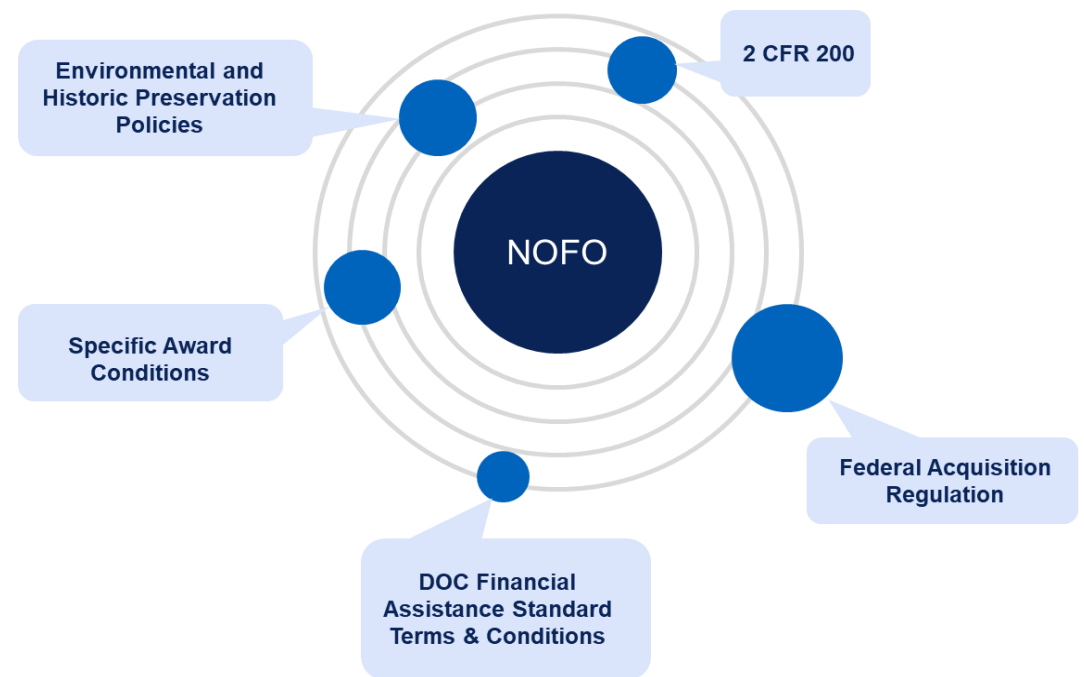 2 CFR 200
Environmental and
Historic Preservation
Policies
NOFO
Specific Award
Conditions
Federal Acquisition
Regulation
DOC Financial
Assistance Standard
Terms & Conditions